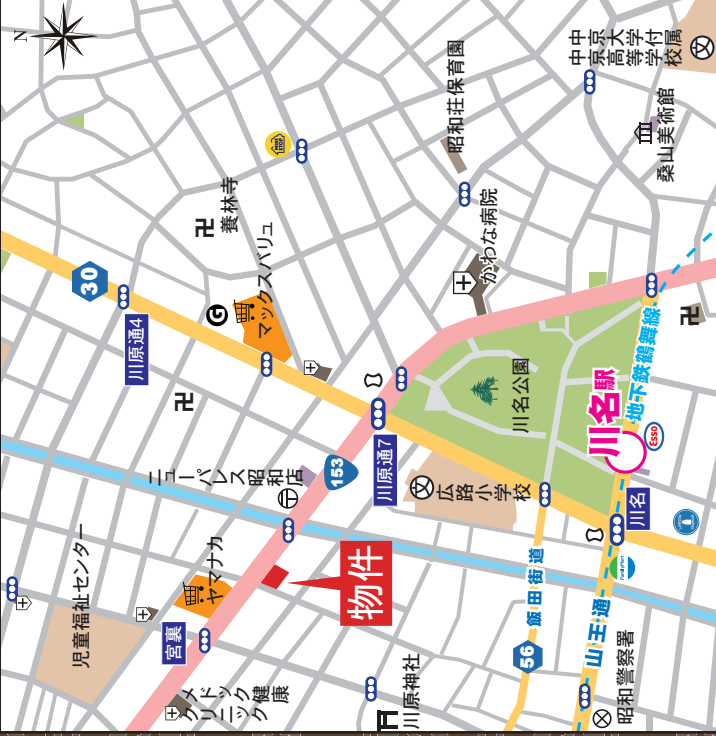 N
中京大学付
中京高等学校属
昭和荘保育園
桑山美術館
養林寺
かわな病院
マックスバリュ
30
川原通4
G
川名公園
地下鉄鶴舞線
川名駅
Esso
ニューパレス昭和店
153
川原通7
広路小学校
川名
FamilyMart
児童福祉センター
ヤマナカ
物件
飯田街道
56
山王通
宮裏
メドック健康
クリニック
川原神社
昭和警察署